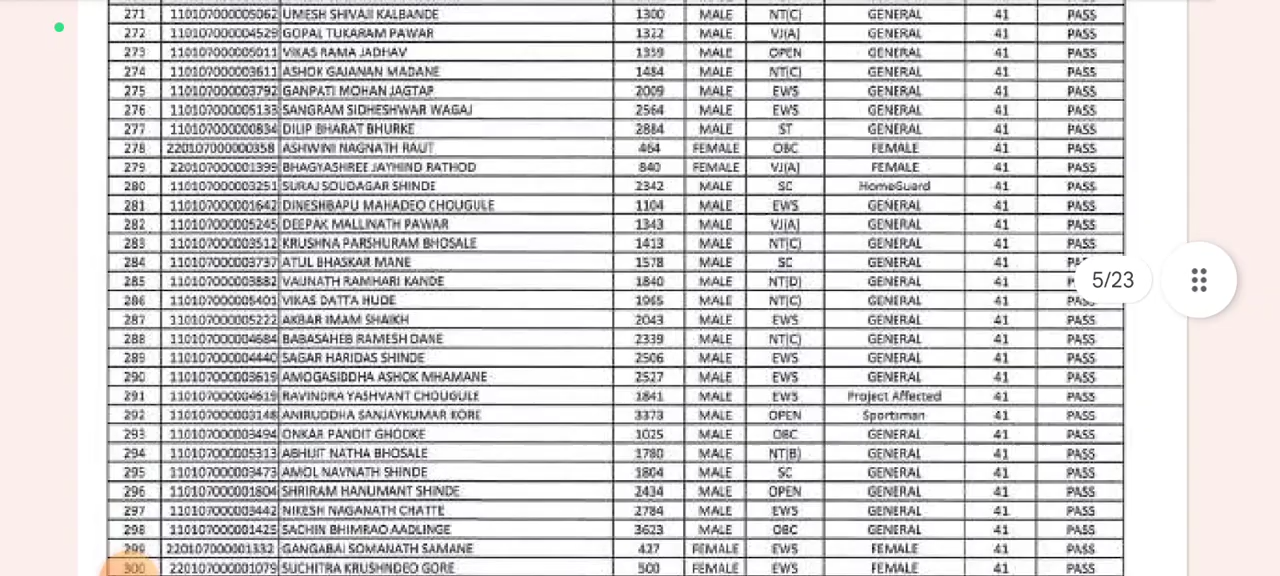 271 110107000005062 UMESH SHIVAJI KALBANDE 1300 MALE NT(C) GENERAL 41 PASS
272 110107000004529 GOPAL TUKARAM PAWAR 1322 MALE VJ(A) GENERAL 41 PASS
273 110107000005011 VIKAS RAMA JADHAV 1359 MALE OPEN GENERAL 41 PASS
274 110107000003611 ASHOK GAJANAN MADANE 1484 MALE NT(C) GENERAL 41 PASS
275 110107000003792 GANPATI MOHAN JAGTAP 2009 MALE EWS GENERAL 41 PASS
276 110107000005133 SANGRAM SIDHESHWAR WAGAJ 2564 MALE EWS GENERAL 41 PASS
277 110107000000834 DILIP BHARAT BHURKE 2884 MALE ST GENERAL 41 PASS
278 220107000000358 ASHWINI NAGNATH RAUT 464 FEMALE OBC FEMALE 41 PASS
279 220107000001399 BHAGYASHREE JAYHIND RATHOD 840 FEMALE VJ(A) FEMALE 41 PASS
280 110107000003251 SURAJ SOUDAGAR SHINDE 2342 MALE SC HomeGuard 41 PASS
281 110107000001642 DINESHBAPU MAHADEO CHOUGULE 1104 MALE EWS GENERAL 41 PASS
282 110107000005245 DEEPAK MALLINATH PAWAR 1343 MALE VJ(A) GENERAL 41 PASS
283 110107000003512 KRUSHNA PARSHURAM BHOSALE 1413 MALE NT(C) GENERAL 41 PASS
284 110107000003737 ATUL BHASKAR MANE 1578 MALE SC GENERAL 41
285 110107000003882 VAIJNATH RAMHARI KANDE 1840 MALE NT(D) GENERAL 41
5/23
286 110107000005401 VIKAS DATTA HUDE 1965 MALE NT(C) GENERAL 41 PASS
287 110107000005222 AKBAR IMAM SHAIKH 2043 MALE EWS GENERAL 41 PASS
288 110107000004684 BABASAHEB RAMESH DANE 2339 MALE NT(C) GENERAL 41 PASS
289 110107000004440 SAGAR HARIDAS SHINDE 2506 MALE EWS GENERAL 41 PASS
290 110107000003619 AMOGASIDDHA ASHOK MHAMANE 2527 MALE EWS GENERAL 41 PASS
291 110107000004619 RAVINDRA YASHVANT CHOUGULE 1841 MALE EWS Project Affected 41 PASS
292 110107000003148 ANIRUDDHA SANJAYKUMAR KORE 3373 MALE OPEN Sportsman 41 PASS
293 110107000003494 ONKAR PANDIT GHODKE 1025 MALE OBC GENERAL 41 PASS
294 110107000005313 ABHIJIT NATHA BHOSALE 1780 MALE NT(B) GENERAL 41 PASS
295 110107000003473 AMOL NAVNATH SHINDE 1804 MALE SC GENERAL 41 PASS
296 110107000001804 SHRIRAM HANUMANT SHINDE 2434 MALE OPEN GENERAL 41 PASS
297 110107000003442 NIKESH NAGANATH CHATTE 2784 MALE EWS GENERAL 41 PASS
298 110107000001425 SACHIN BHIMRAO AADLINGE 3623 MALE OBC GENERAL 41 PASS
299 220107000001332 GANGABAI SOMANATH SAMANE 427 FEMALE EWS FEMALE 41 PASS
300 220107000001079 SUCHITRA KRUSHNDEO GORE 500 FEMALE EWS FEMALE 41 PASS